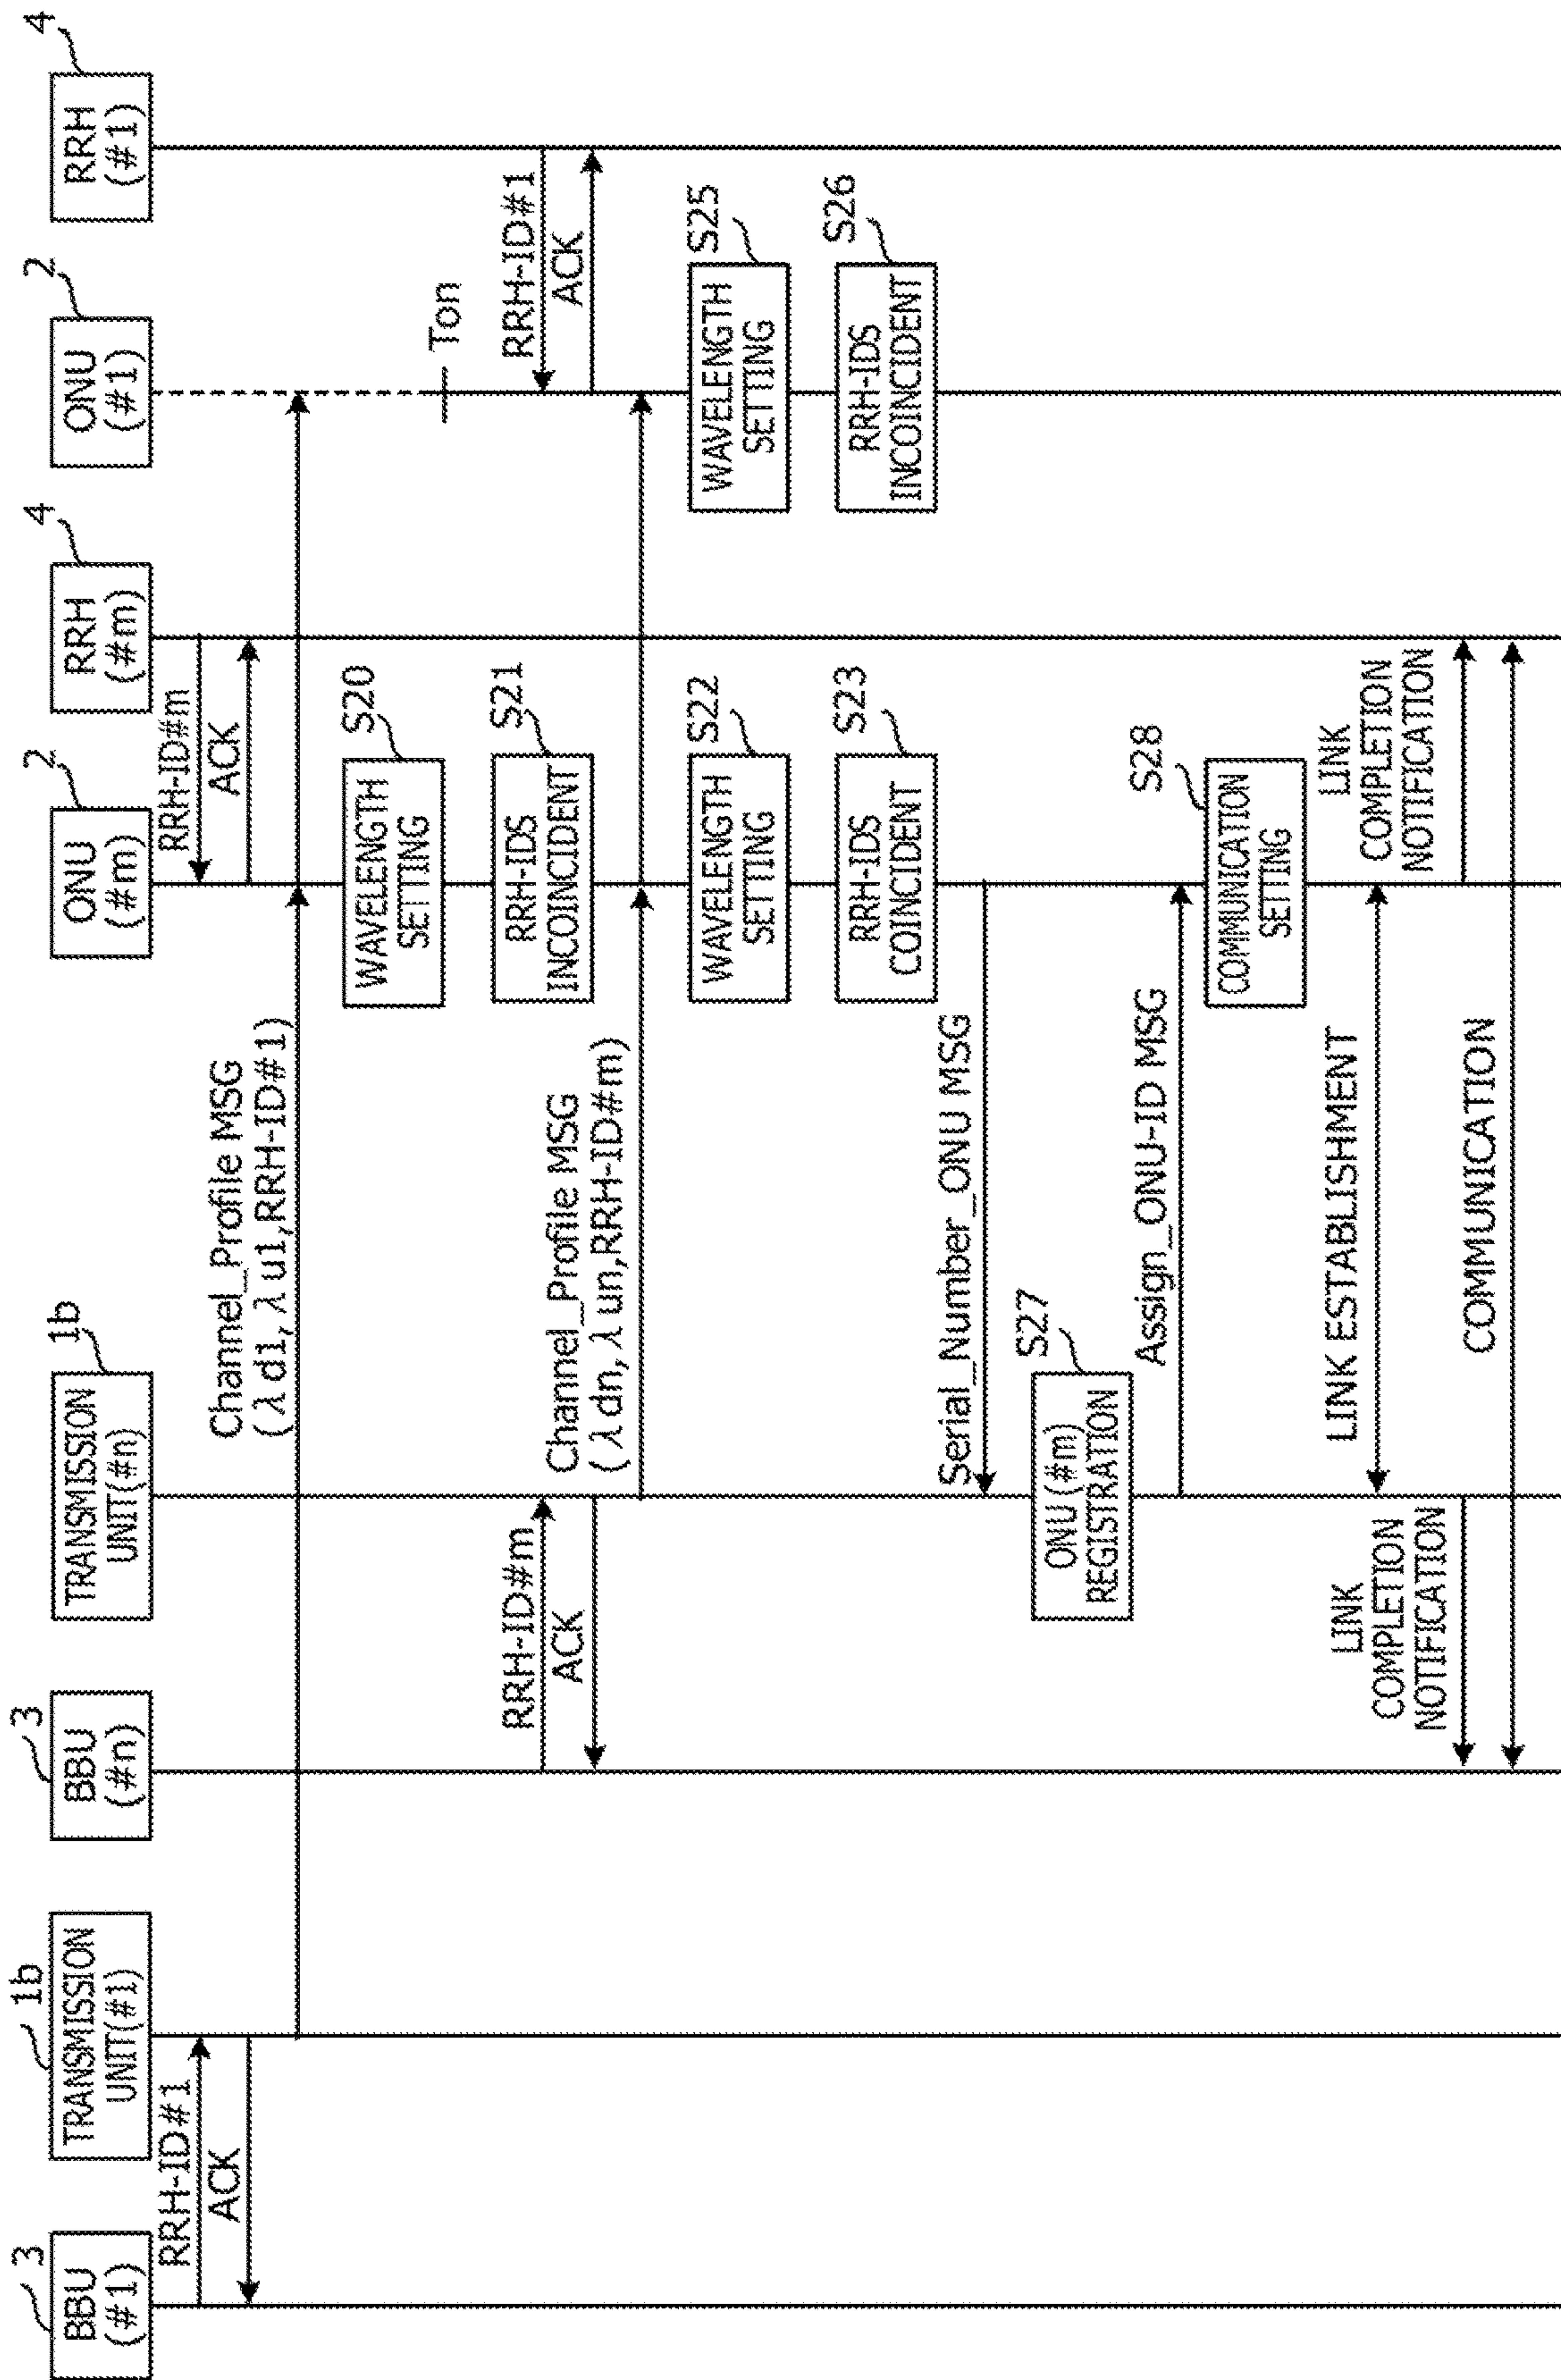 3
BBU
(#1)
1b
TRANSMISSION
UNIT(#1)
3
BBU
(#n)
1b
TRANSMISSION
UNIT(#n)
2
ONU
(#m)
4
RRH
(#m)
2
ONU
(#1)
4
RRH
(#1)
RRH-ID#1
ACK
RRH-ID#m
ACK
Channel_Profile MSG
(λd1,λu1,RRH-ID#1)
WAVELENGTH
SETTING
S20
Ton
RRH-IDS
INCOINCIDENT
S21
RRH-ID#m
ACK
RRH-ID#1
ACK
Channel_Profile MSG
(λdn,λun,RRH-ID#m)
WAVELENGTH
SETTING
S22
WAVELENGTH
SETTING
S25
RRH-IDS
COINCIDENT
S23
RRH-IDS
INCOINCIDENT
S26
Serial_Number_ONU MSG
ONU(#m)
REGISTRATION
S27
Assign_ONU-ID MSG
COMMUNICATION
SETTING
S28
LINK ESTABLISHMENT
LINK
COMPLETION
NOTIFICATION
LINK
COMPLETION
NOTIFICATION
COMMUNICATION